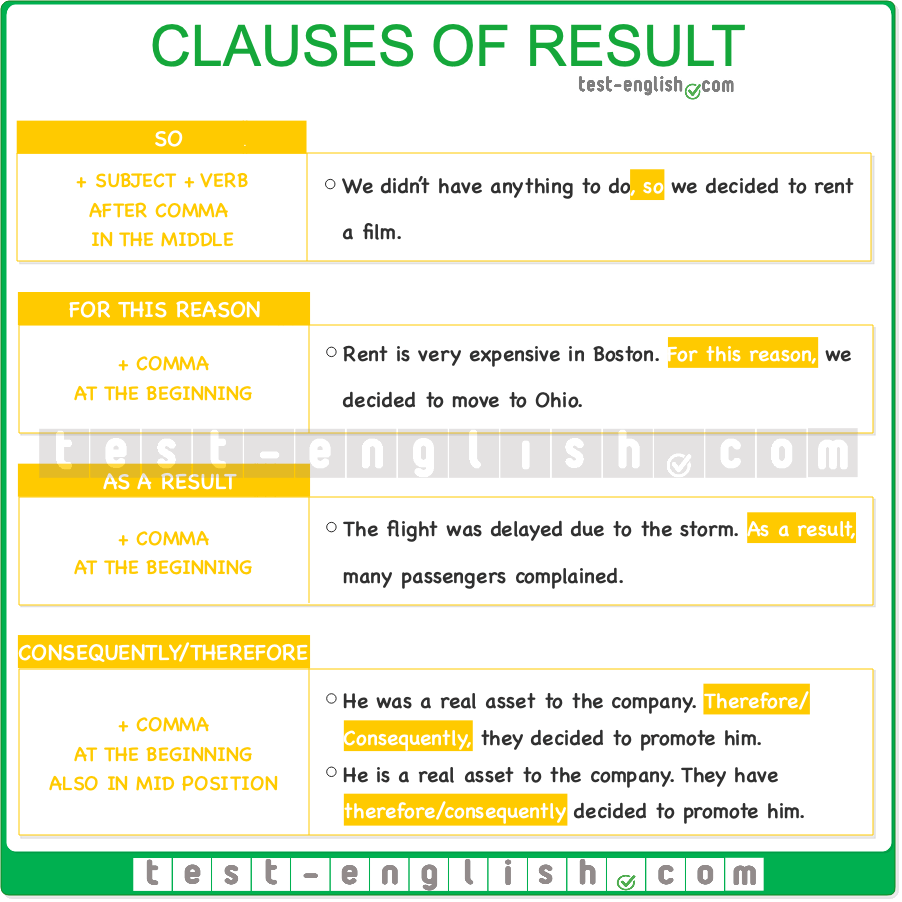 CLAUSES OF RESULT
test-english.com
SO
+ SUBJECT + VERB
AFTER COMMA
IN THE MIDDLE
We didn't have anything to do, so we decided to rent
a film.
FOR THIS REASON
+ COMMA
AT THE BEGINNING
Rent is very expensive in Boston. For this reason, we
decided to move to Ohio.
test-english.com
AS A RESULT
+ COMMA
AT THE BEGINNING
The flight was delayed due to the storm. As a result,
many passengers complained.
CONSEQUENTLY/THEREFORE
+ COMMA
AT THE BEGINNING
ALSO IN MID POSITION
He was a real asset to the company. Therefore/
Consequently, they decided to promote him.
He is a real asset to the company. They have
therefore/consequently decided to promote him.
test-english.com